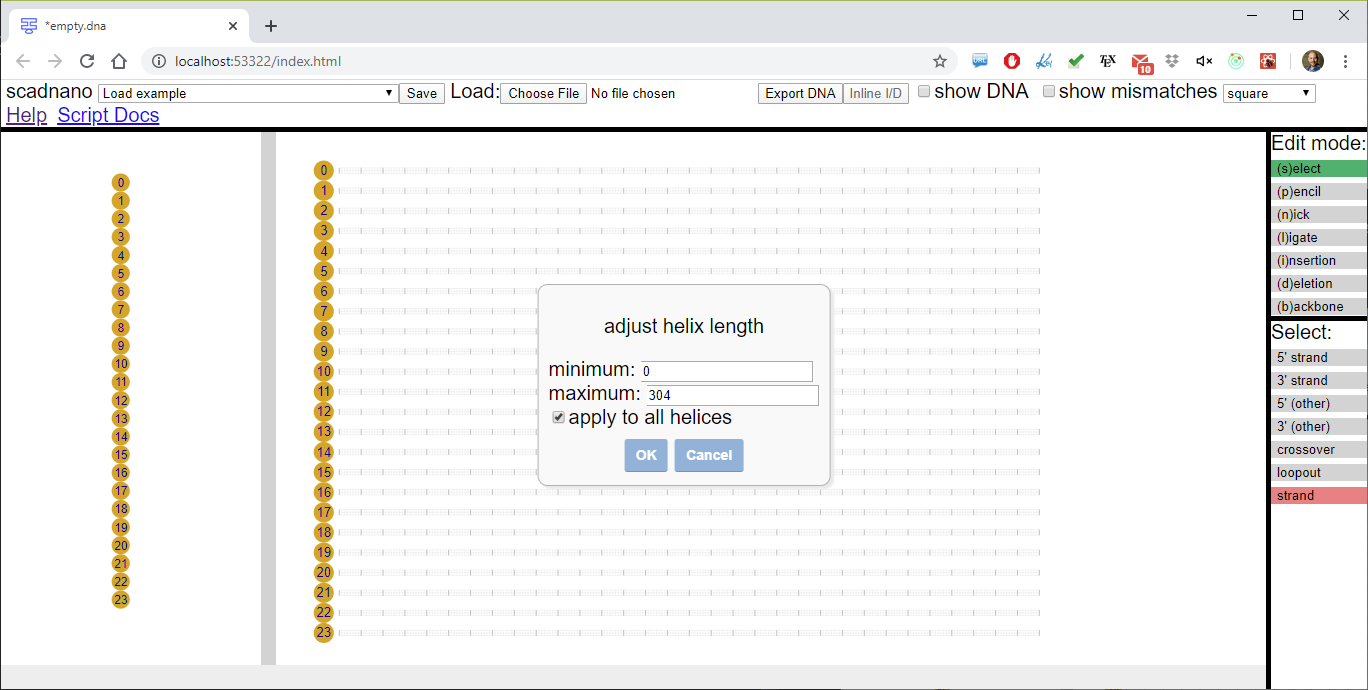 *empty.dna
localhost:53322/index.html
10
scadnano Load example Save Load: Choose File No file chosen Export DNA Inline I/D show DNA show mismatches square
Help Script Docs
0
1
2
3
4
5
6
7
8
9
10
11
12
13
14
15
16
17
18
19
20
21
22
23
0
1
2
3
4
5
6
7
8
9
10
11
12
13
14
15
16
17
18
19
20
21
22
23
adjust helix length
minimum: 0
maximum: 304
apply to all helices
OK Cancel
Edit mode:
(s)elect
(p)encil
(n)ick
(l)igate
(i)nsertion
(d)eletion
(b)ackbone
Select:
5' strand
3' strand
5' (other)
3' (other)
crossover
loopout
strand